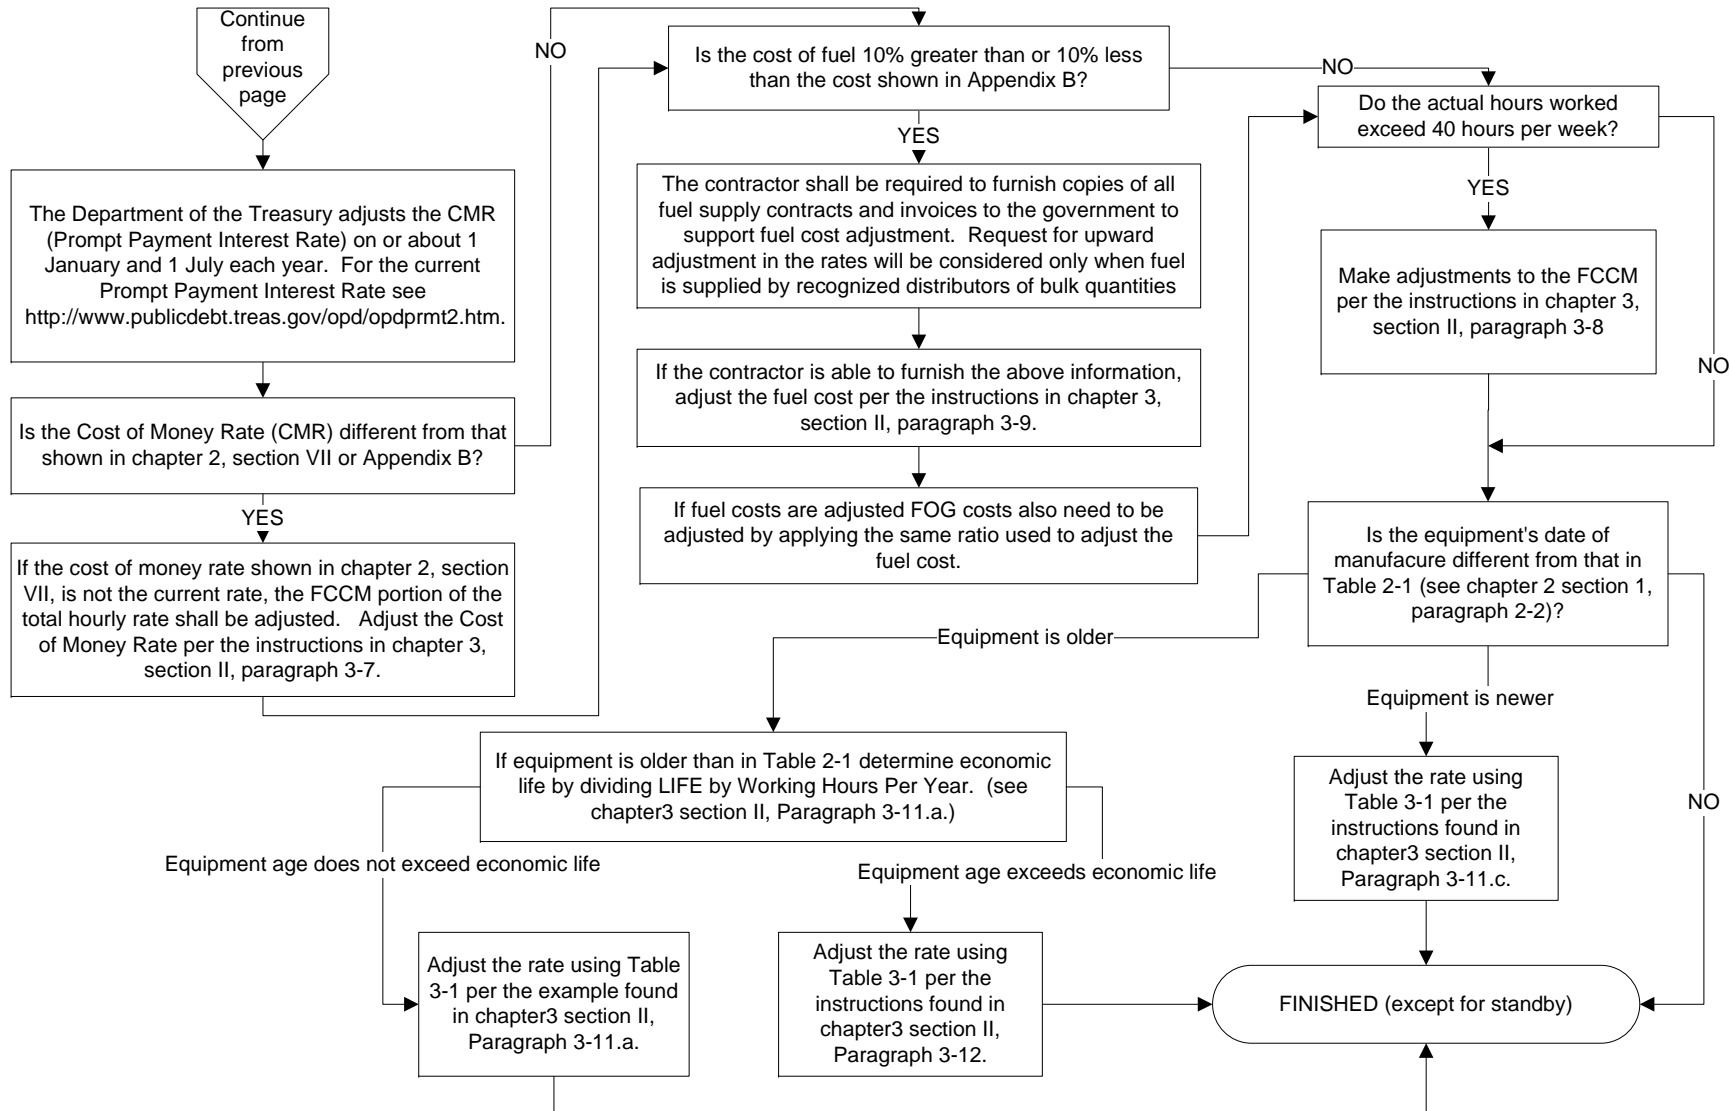 Continue
from
previous
page
The Department of the Treasury adjusts the CMR
(Prompt Payment Interest Rate) on or about 1
January and 1 July each year.  For the current
Prompt Payment Interest Rate see
http://www.publicdebt.treas.gov/opd/opdprmt2.htm.
Is the Cost of Money Rate (CMR) different from that
shown in chapter 2, section VII or Appendix B?
NO
YES
If the cost of money rate shown in chapter 2, section
VII, is not the current rate, the FCCM portion of the
total hourly rate shall be adjusted.   Adjust the Cost
of Money Rate per the instructions in chapter 3,
section II, paragraph 3-7.
Is the cost of fuel 10% greater than or 10% less
than the cost shown in Appendix B?
NO
YES
The contractor shall be required to furnish copies of all
fuel supply contracts and invoices to the government to
support fuel cost adjustment.  Request for upward
adjustment in the rates will be considered only when fuel
is supplied by recognized distributors of bulk quantities
If the contractor is able to furnish the above information,
adjust the fuel cost per the instructions in chapter 3,
section II, paragraph 3-9.
If fuel costs are adjusted FOG costs also need to be
adjusted by applying the same ratio used to adjust the
fuel cost.
Do the actual hours worked
exceed 40 hours per week?
YES
NO
Make adjustments to the FCCM
per the instructions in chapter 3,
section II, paragraph 3-8
Is the equipment's date of
manufacure different from that in
Table 2-1 (see chapter 2 section 1,
paragraph 2-2)?
Equipment is older
Equipment is newer
NO
If equipment is older than in Table 2-1 determine economic
life by dividing LIFE by Working Hours Per Year.  (see
chapter3 section II, Paragraph 3-11.a.)
Equipment age does not exceed economic life
Equipment age exceeds economic life
Adjust the rate using Table
3-1 per the example found
in chapter3 section II,
Paragraph 3-11.a.
Adjust the rate using
Table 3-1 per the
instructions found in
chapter3 section II,
Paragraph 3-12.
Adjust the rate using
Table 3-1 per the
instructions found in
chapter3 section II,
Paragraph 3-11.c.
FINISHED (except for standby)